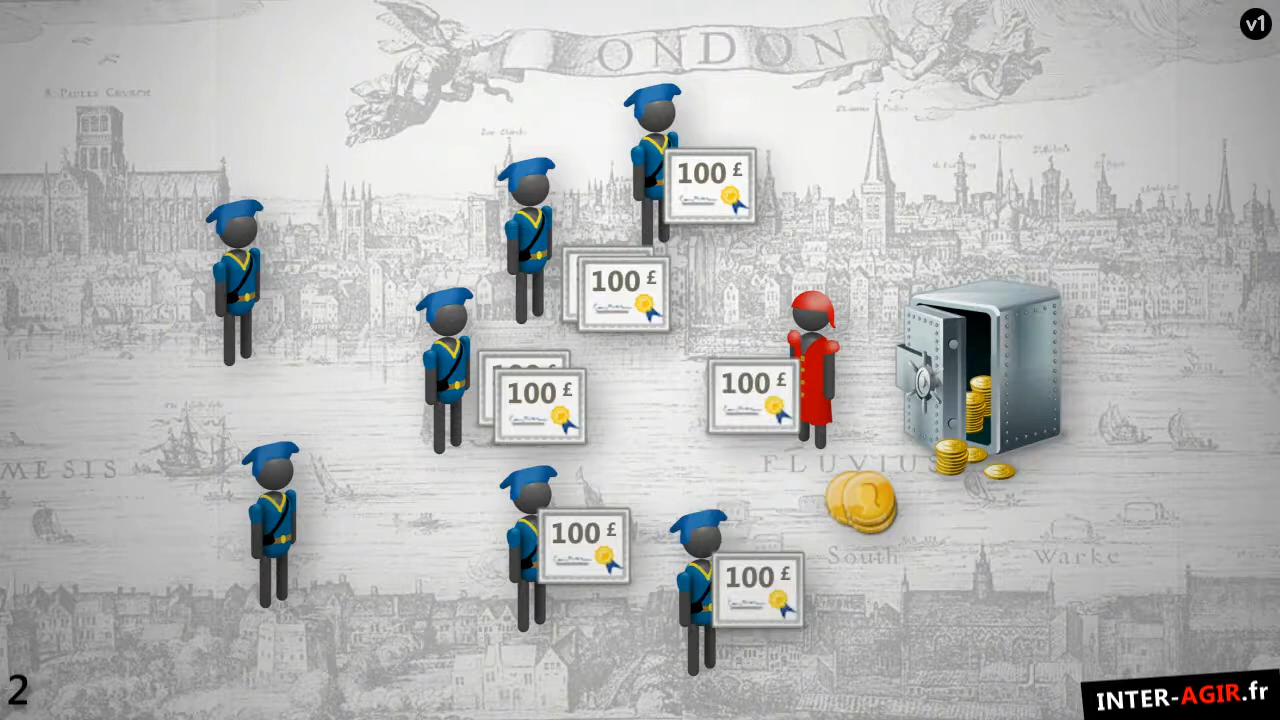 v1
LONDON
S. PAULES CHURCH
100 £
100 £
100 £
100 £
100 £
100 £
MESIS
FLUVIUS
South Warke
2
INTER-AGIR.fr